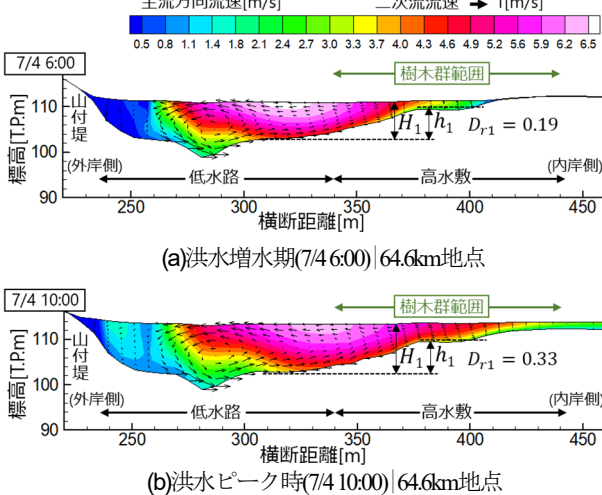 主流方向流速[m/s] 二次流流速 1[m/s]
0.5 0.8 1.1 1.4 1.8 2.1 2.4 2.7 3.0 3.3 3.7 4.0 4.3 4.6 4.9 5.2 5.6 5.9 6.2 6.5
7/4 6:00
樹木群範囲
山付堤
H₁ h₁ D_{r1} = 0.19
標高[T.P.m]
110
100
90
(外岸側) 低水路 高水敷 (内岸側)
250 300 350 400 450
横断距離[m]
(a)洪水増水期(7/4 6:00)|64.6km地点
7/4 10:00
樹木群範囲
山付堤
H₁ h₁ D_{r1} = 0.33
標高[T.P.m]
110
100
90
(外岸側) 低水路 高水敷 (内岸側)
250 300 350 400 450
横断距離[m]
(b)洪水ピーク時(7/4 10:00)|64.6km地点